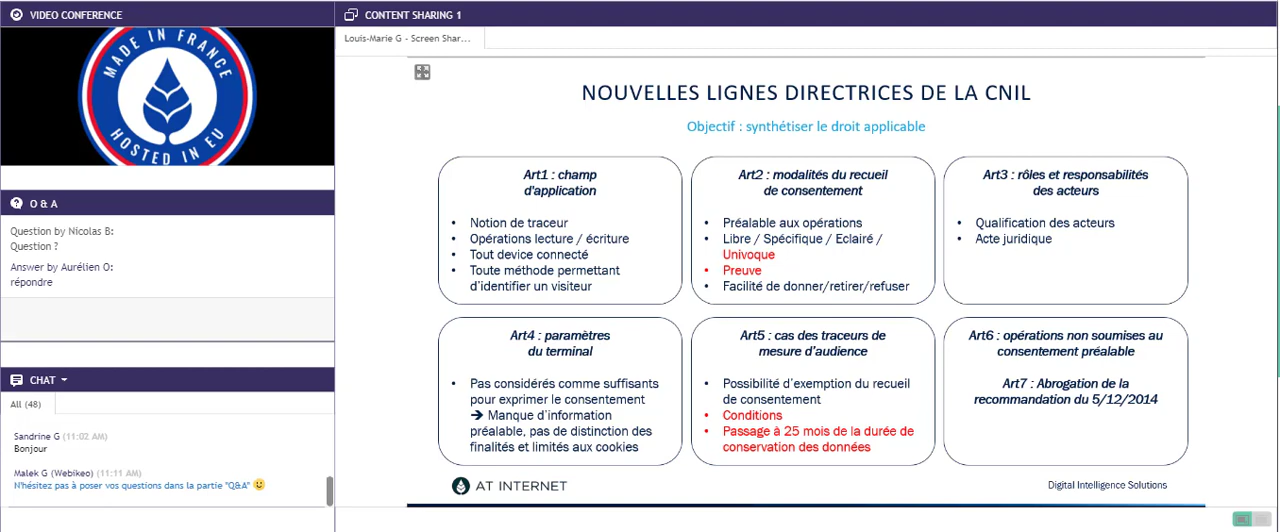 VIDEO CONFERENCE
MADE IN FRANCE
HOSTED IN EU
Q & A
Question by Nicolas B:
Question ?
Answer by Aurélien O:
répondre
CHAT
All (48)
Sandrine G (11:02 AM)
Bonjour
Malek G (Webikeo) (11:11 AM)
N'hésitez pas à poser vos questions dans la partie "Q&A"
CONTENT SHARING 1
Louis-Marie G - Screen Shar...
NOUVELLES LIGNES DIRECTRICES DE LA CNIL
Objectif : synthétiser le droit applicable
Art1 : champ
d'application
• Notion de traceur
• Opérations lecture / écriture
• Tout device connecté
• Toute méthode permettant
d'identifier un visiteur
Art2 : modalités du recueil
de consentement
• Préalable aux opérations
• Libre / Spécifique / Eclairé /
Univoque
• Preuve
• Facilité de donner/retirer/refuser
Art3 : rôles et responsabilités
des acteurs
• Qualification des acteurs
• Acte juridique
Art4 : paramètres
du terminal
• Pas considérés comme suffisants
pour exprimer le consentement
➔ Manque d'information
préalable, pas de distinction des
finalités et limités aux cookies
Art5 : cas des traceurs de
mesure d'audience
• Possibilité d'exemption du recueil
de consentement
• Conditions
• Passage à 25 mois de la durée de
conservation des données
Art6 : opérations non soumises au
consentement préalable
Art7 : Abrogation de la
recommandation du 5/12/2014
AT INTERNET
Digital Intelligence Solutions